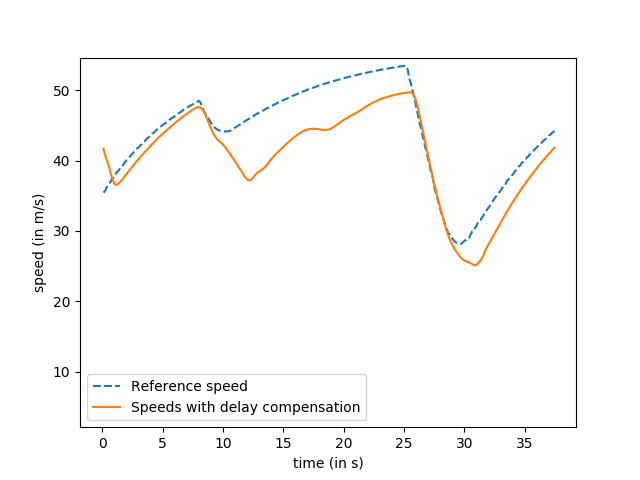 50
40
30
20
10
speed (in m/s)
Reference speed
Speeds with delay compensation
0 5 10 15 20 25 30 35
time (in s)